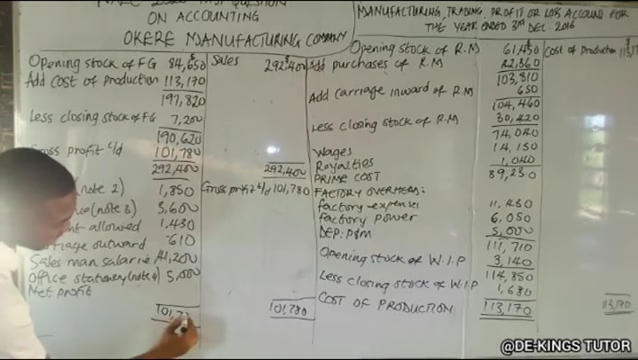 QUESTION
ON ACCOUNTING
OKERE MANUFACTURING COMPANY
Opening stock of FG 84,650 Sales 292,400
Add Cost of production 113,170
197,820
Less closing stock of FG 7,200
190,620
Gross profit c/d 101,780
292,400 292,400
(note 2) 1,850 Gross profit b/d 101,780
(note 3) 3,600
allowed 1,430
outward 610
Sales man salarie 41,200
Office stationery (note 4) 5,000
Net profit
101,7 101,780
MANUFACTURING, TRADING, PROFIT OR LOSS ACCOUNT FOR
THE YEAR ENDED 31st DEC. 2016
Opening stock of R.M 61,450 Cost of Production 113,17
Add purchases of R.M 42,360
103,810
Add carriage inward of R.M 650
104,460
Less closing stock of R.M 30,420
74,040
Wages 14,150
Royalties 1,040
PRIME COST 89,230
FACTORY OVERHEADS:
factory expenses 11,430
factory power 6,050
DEP: P&M 5,000
111,710
Opening stock of W.I.P 3,140
114,850
Less closing stock of W.I.P 1,680
COST OF PRODUCTION 113,170 113,170
@DE-KINGS TUTOR